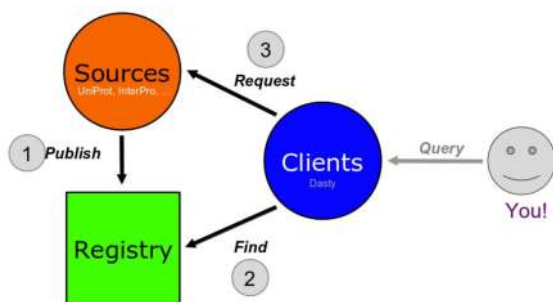 3
Request
Sources
UniProt, InterPro, ...
1
Publish
Clients
Dasty
Query
You!
Registry
Find
2